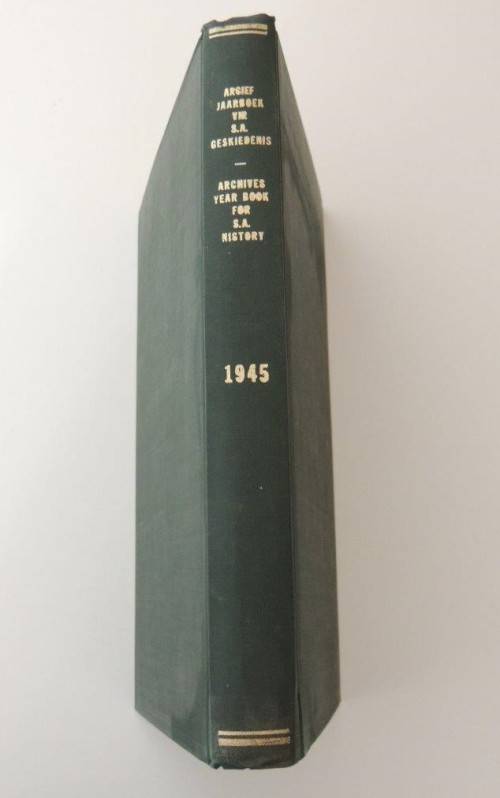 ARGIEF
JAARBOEK
VIR
S.A.
GESKIEDENIS
—
ARCHIVES
YEAR BOOK
FOR
S.A.
HISTORY
1945